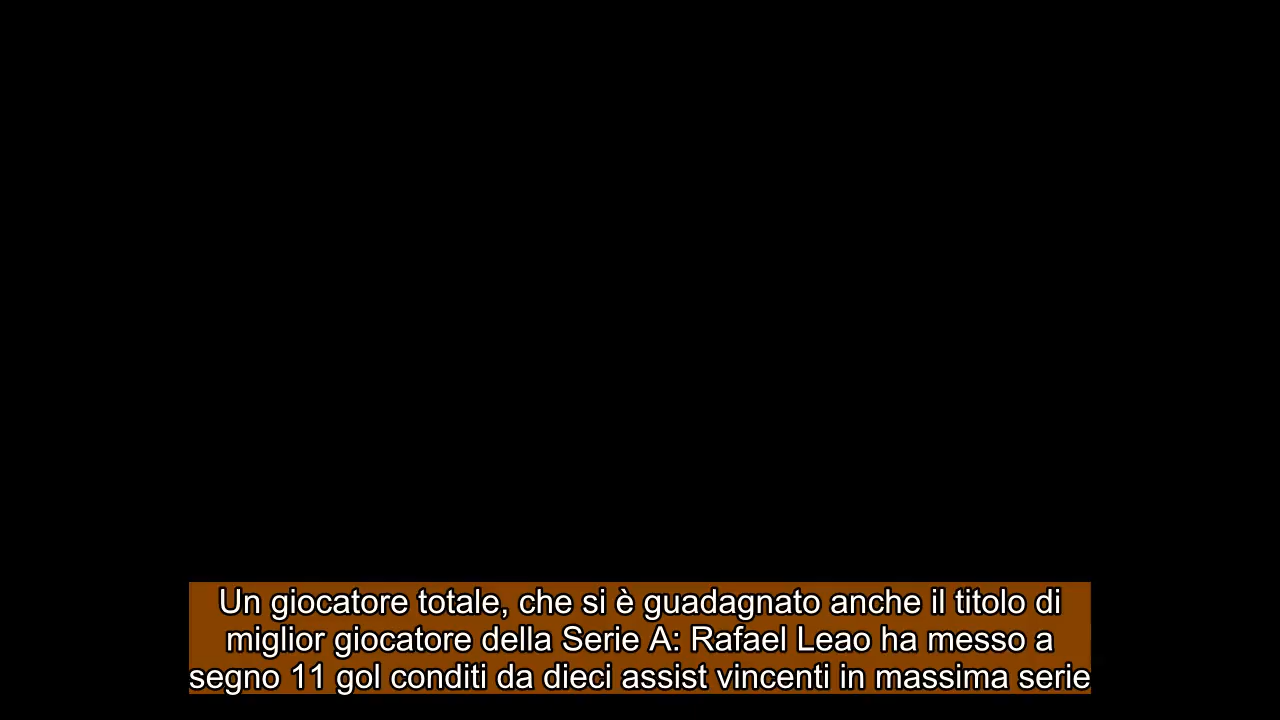 Un giocatore totale, che si è guadagnato anche il titolo di
miglior giocatore della Serie A: Rafael Leao ha messo a
segno 11 gol conditi da dieci assist vincenti in massima serie